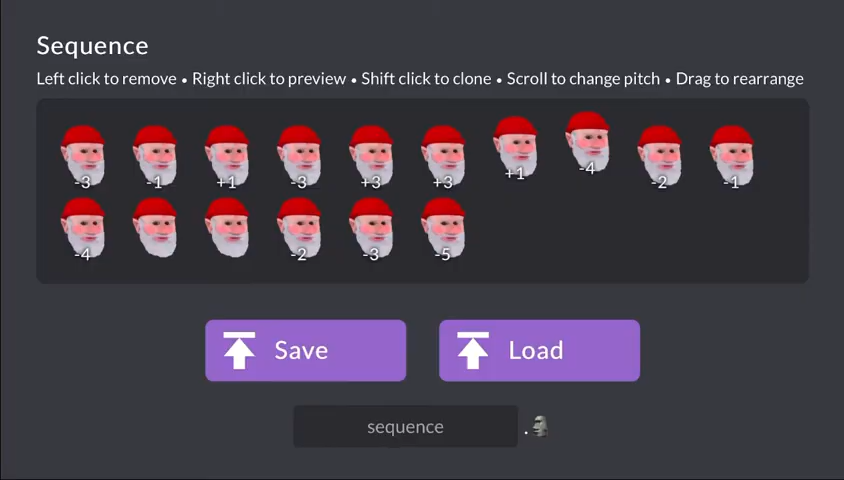 Sequence
Left click to remove • Right click to preview • Shift click to clone • Scroll to change pitch • Drag to rearrange
-3 -1 +1 -3 +3 +3 +1 -4 -2 -1
-4 -2 -3 -5
Save Load
sequence .🗿